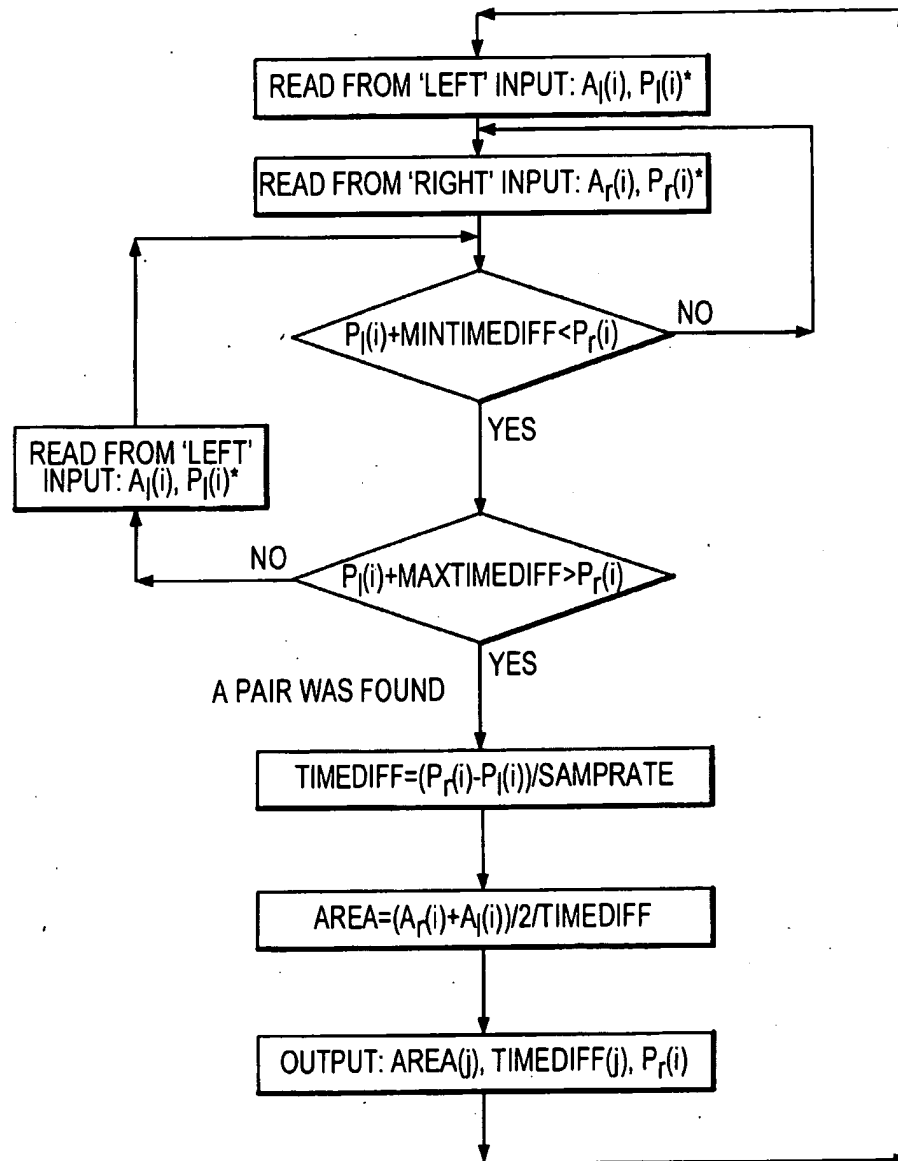 READ FROM ‘LEFT’ INPUT: Al(i), Pl(i)*
READ FROM ‘RIGHT’ INPUT: Ar(i), Pr(i)*
Pl(i)+MINTIMEDIFF<Pr(i)
NO
YES
READ FROM ‘LEFT’
INPUT: Al(i), Pl(i)*
NO
Pl(i)+MAXTIMEDIFF>Pr(i)
YES
A PAIR WAS FOUND
TIMEDIFF=(Pr(i)-Pl(i))/SAMPRATE
AREA=(Ar(i)+Al(i))/2/TIMEDIFF
OUTPUT: AREA(j), TIMEDIFF(j), Pr(i)